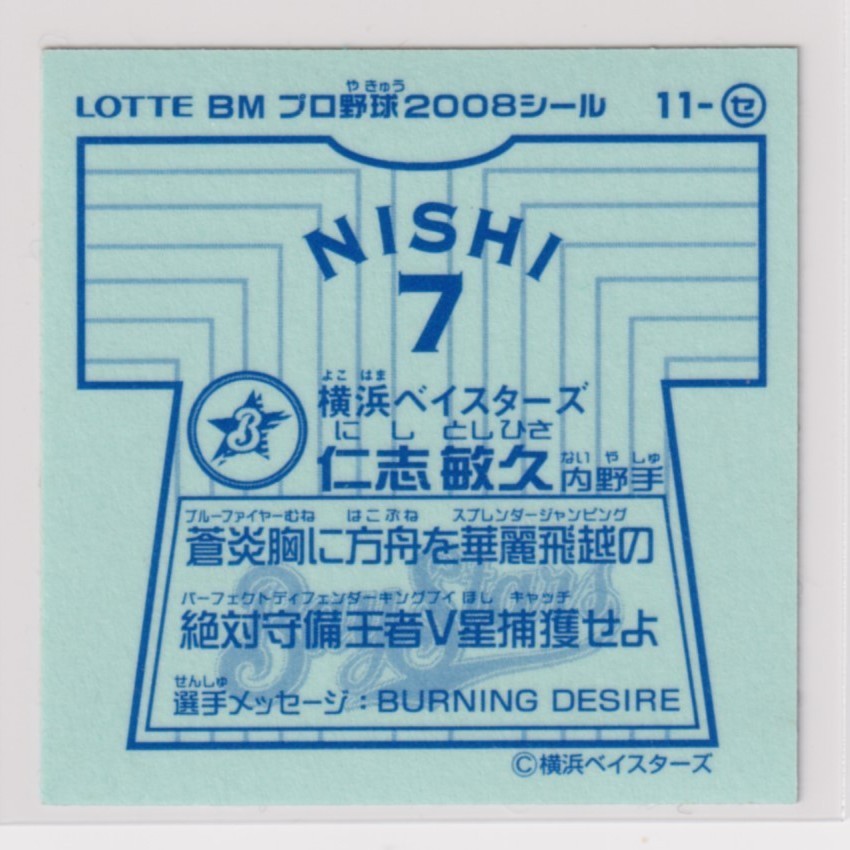 LOTTE BM プロ野球2008シール 11-セ
やきゅう
NISHI
7
B
よこ はま
横浜ベイスターズ
に し としひさ ない や しゅ
仁志敏久 内野手
ブルーファイヤーむね はこぶね スプレンダージャンピング
蒼炎胸に方舟を華麗飛越の
パーフェクトディフェンダーキングブイ ほし キャッチ
絶対守備王者V星捕獲せよ
BayStars
せんしゅ
選手メッセージ：BURNING DESIRE
©横浜ベイスターズ